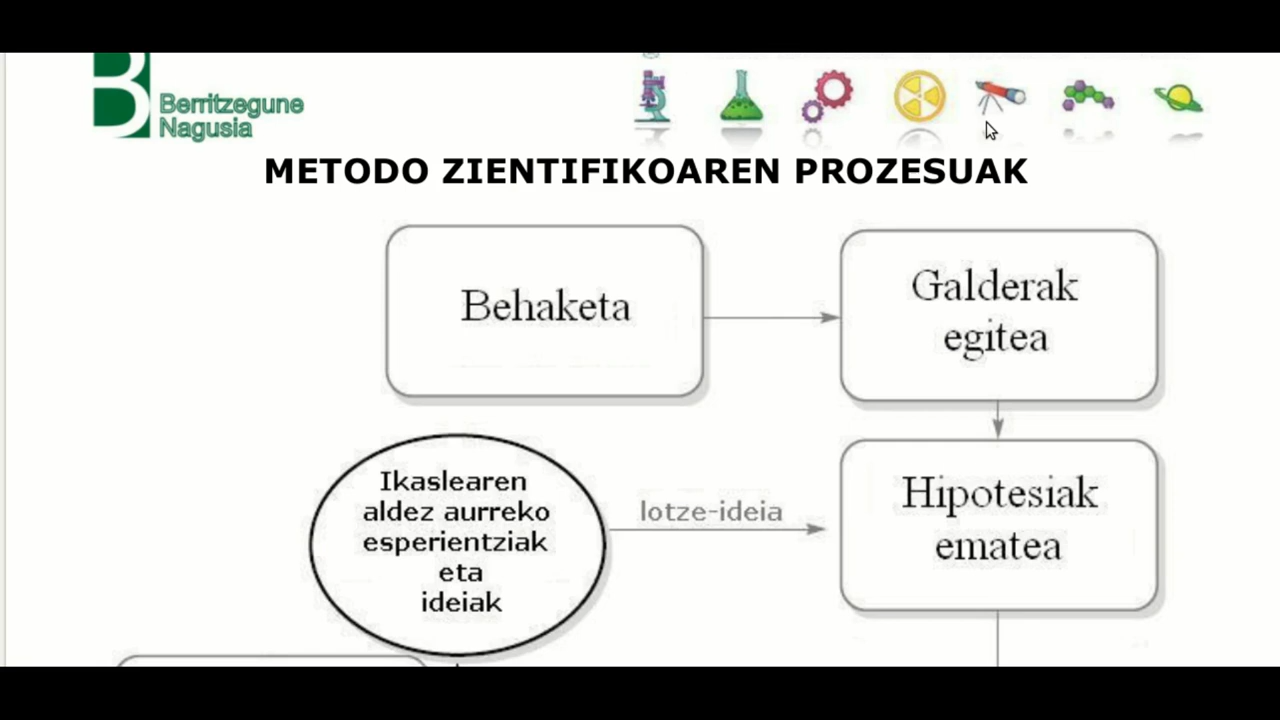 Berritzegune
Nagusia
METODO ZIENTIFIKOAREN PROZESUAK
Behaketa
Galderak
egitea
Ikaslearen
aldez aurreko
esperientziak
eta
ideiak
lotze-ideia
Hipotesiak
ematea